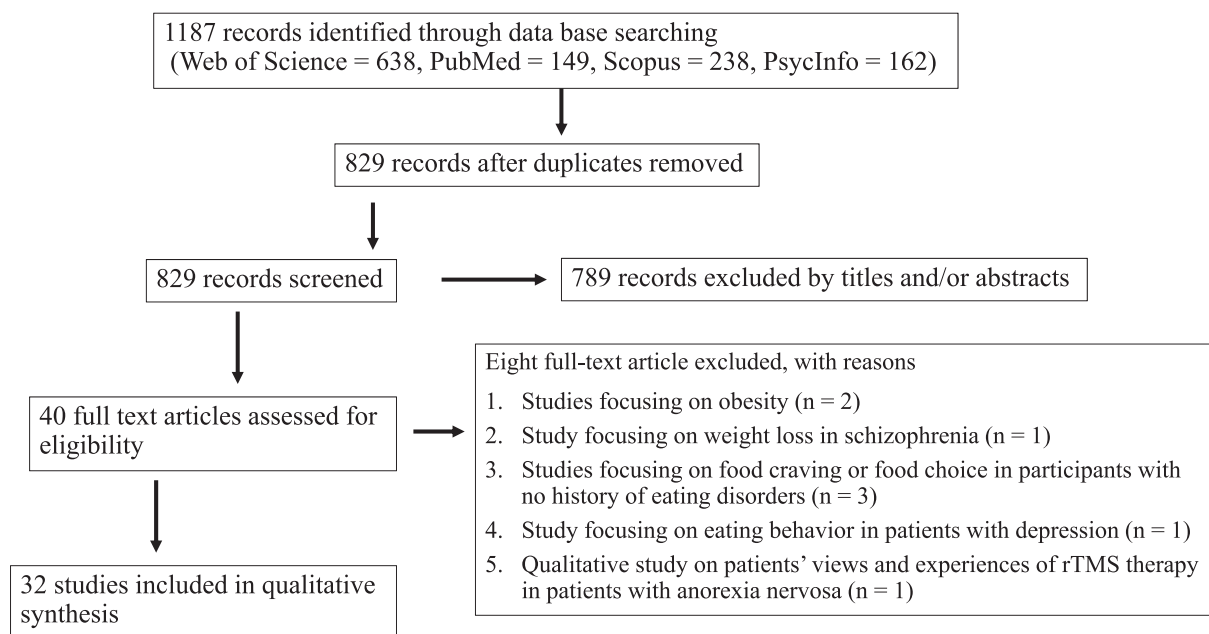 1187 records identified through data base searching
(Web of Science = 638, PubMed = 149, Scopus = 238, PsycInfo = 162)
829 records after duplicates removed
829 records screened
789 records excluded by titles and/or abstracts
40 full text articles assessed for
eligibility
Eight full-text article excluded, with reasons
1. Studies focusing on obesity (n = 2)
2. Study focusing on weight loss in schizophrenia (n = 1)
3. Studies focusing on food craving or food choice in participants with
no history of eating disorders (n = 3)
4. Study focusing on eating behavior in patients with depression (n = 1)
5. Qualitative study on patients’ views and experiences of rTMS therapy
in patients with anorexia nervosa (n = 1)
32 studies included in qualitative
synthesis